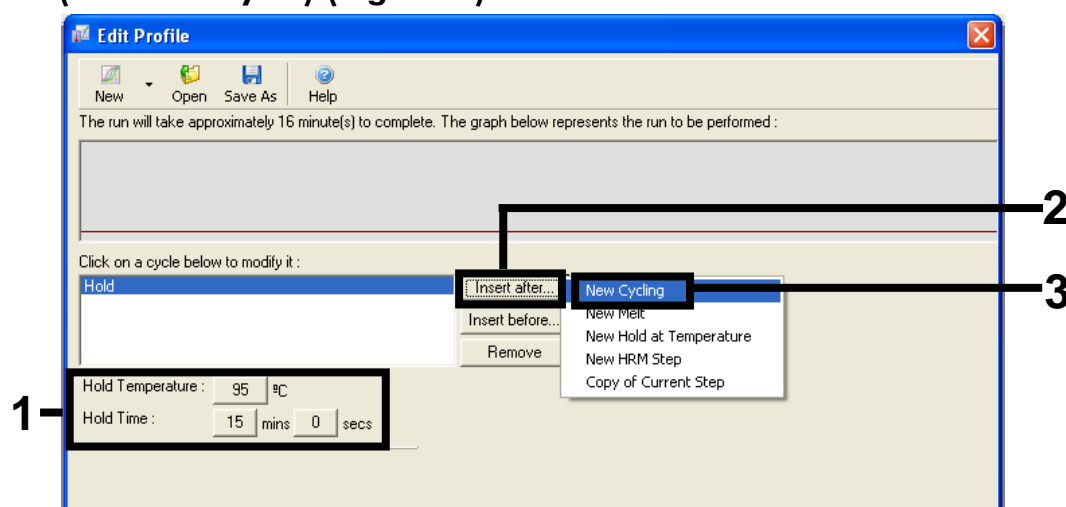 Edit Profile
New Open Save As Help
The run will take approximately 16 minute(s) to complete. The graph below represents the run to be performed :
2
Click on a cycle below to modify it :
Hold
Insert after...
New Cycling
3
Insert before...
New Melt
New Hold at Temperature
Remove
New HRM Step
Copy of Current Step
1
Hold Temperature : 95 ºC
Hold Time : 15 mins 0 secs